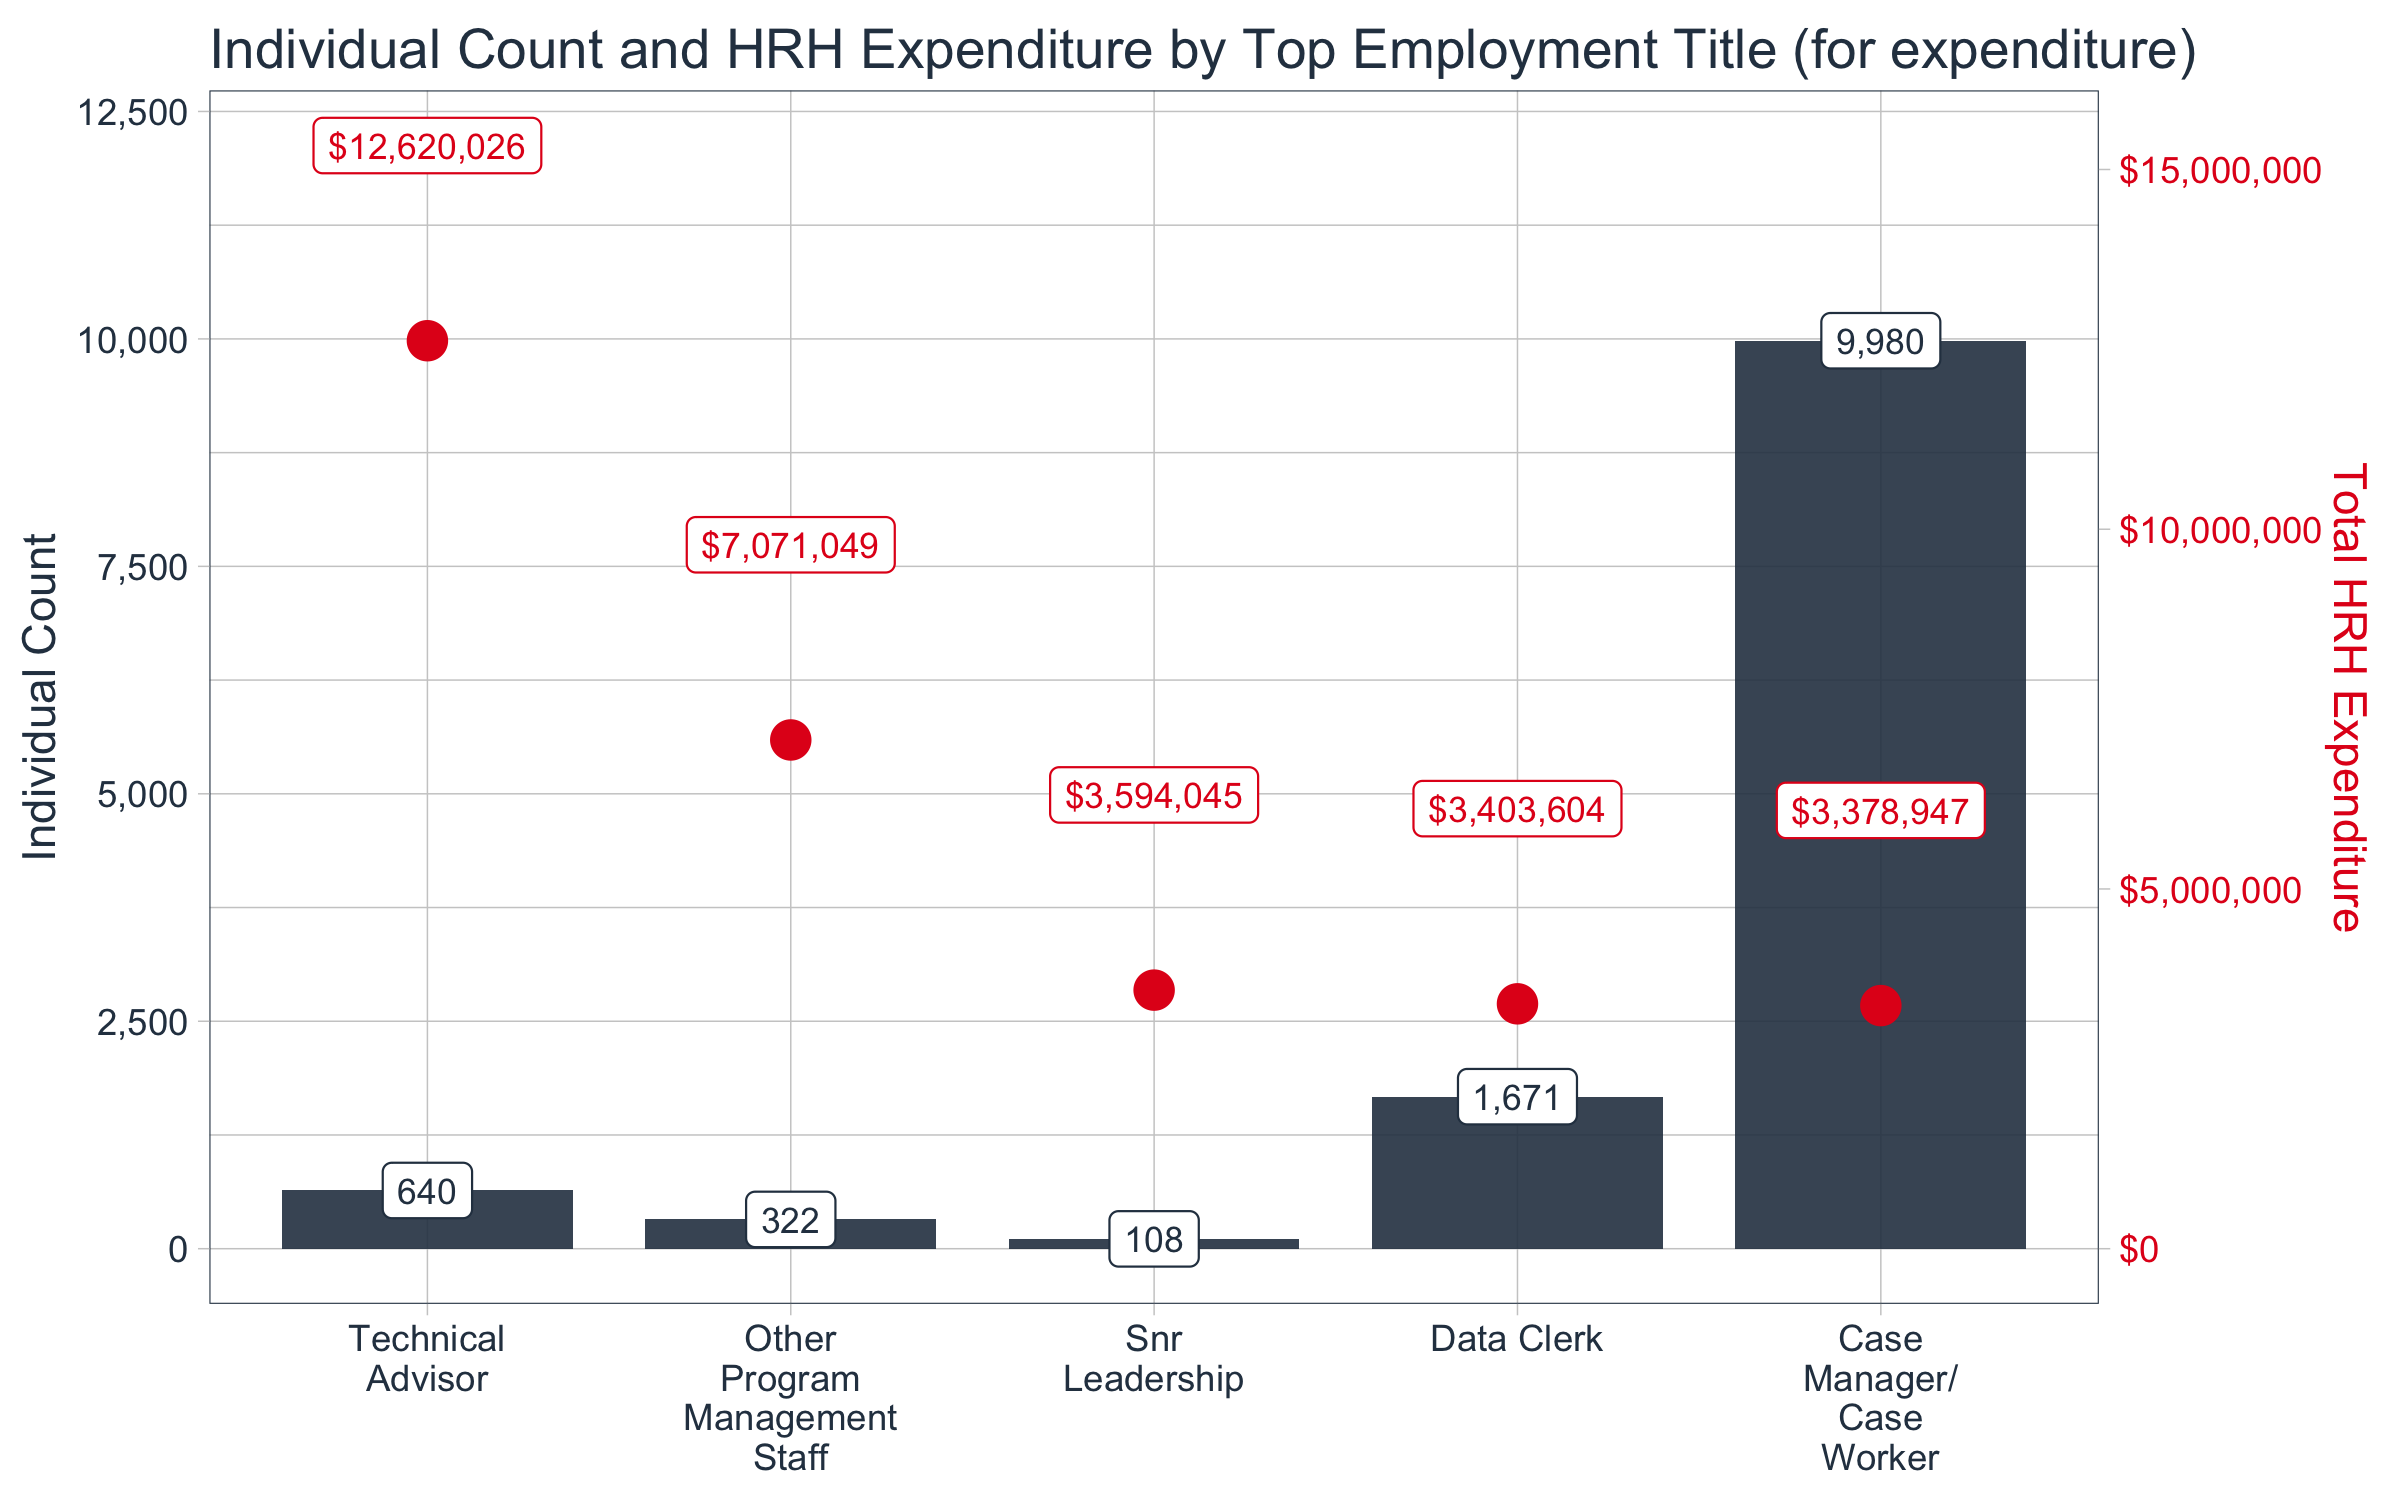 Individual Count and HRH Expenditure by Top Employment Title (for expenditure)
Individual Count
12,500
10,000
7,500
5,000
2,500
0
$12,620,026
$7,071,049
$3,594,045
$3,403,604
$3,378,947
640
322
108
1,671
9,980
$15,000,000
$10,000,000
$5,000,000
$0
Total HRH Expenditure
Technical
Advisor
Other
Program
Management
Staff
Snr
Leadership
Data Clerk
Case
Manager/
Case
Worker